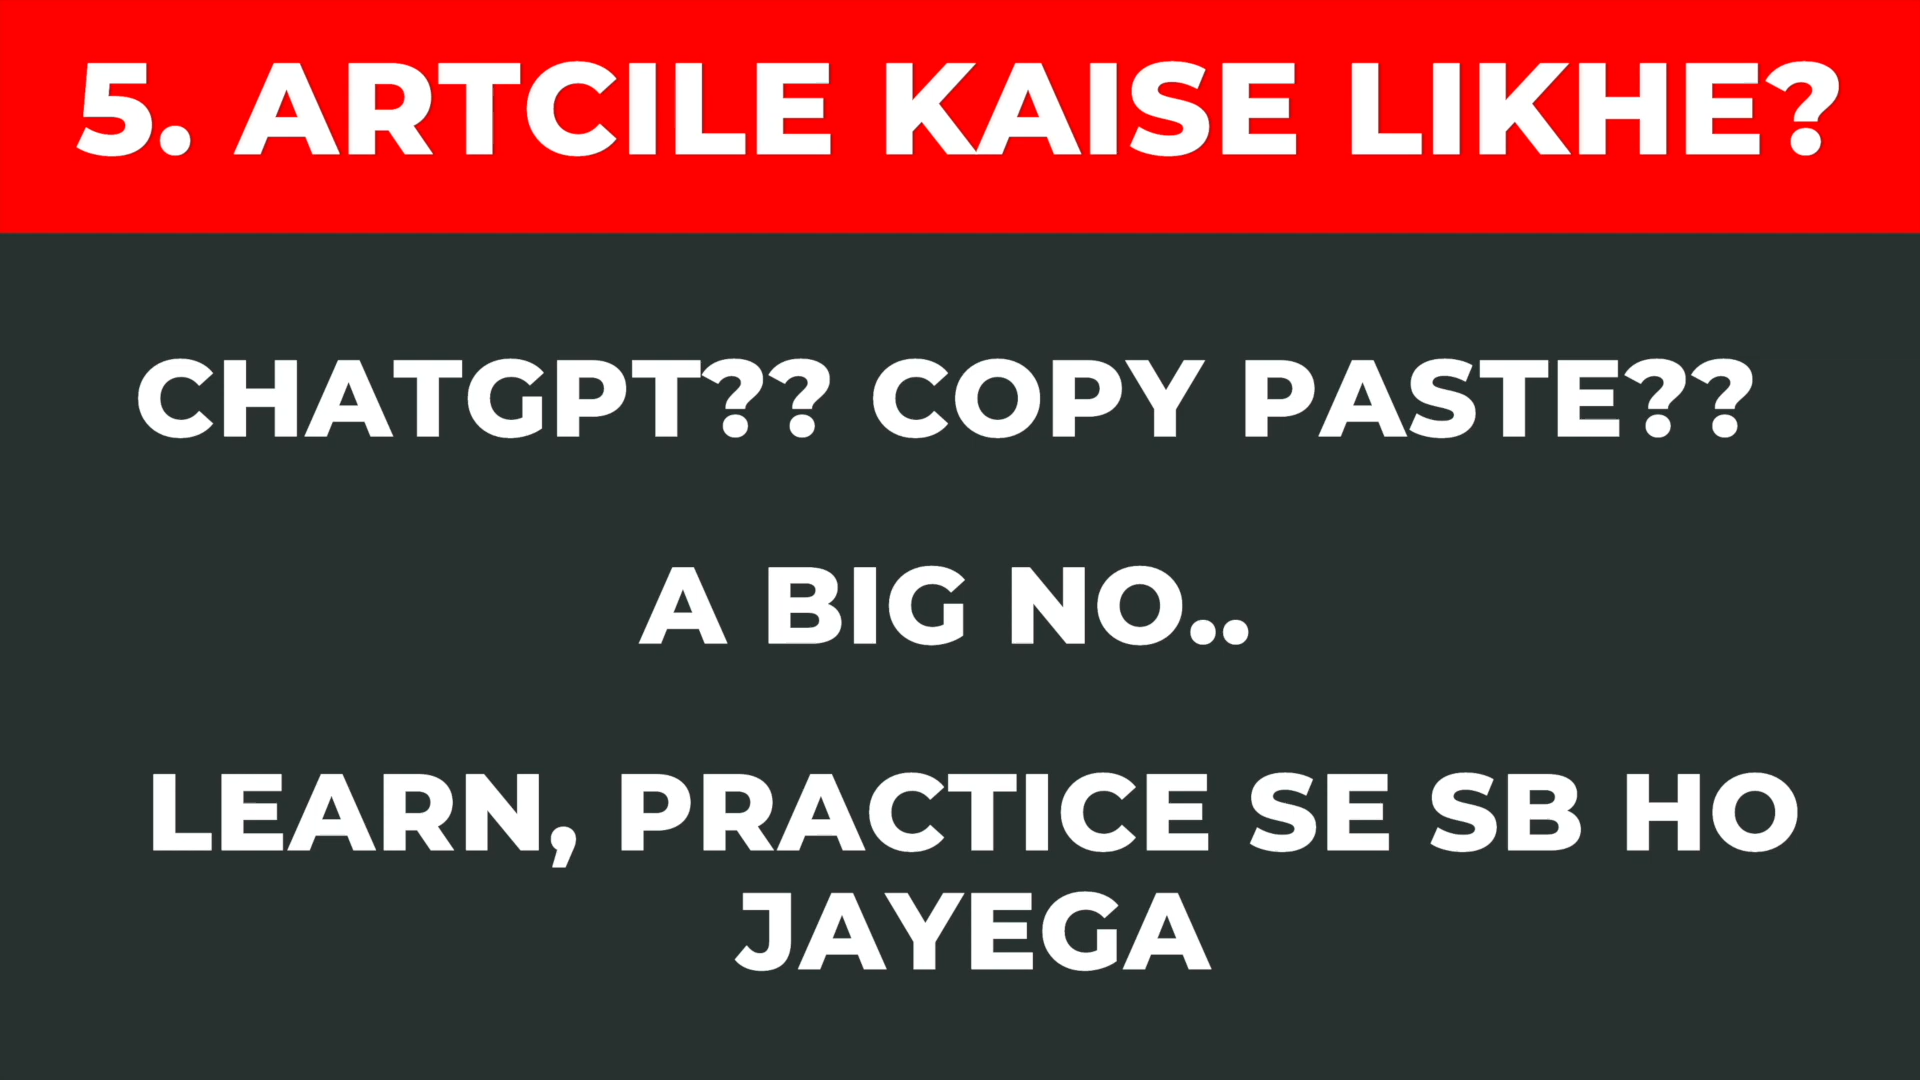 5. ARTCILE KAISE LIKHE?
CHATGPT?? COPY PASTE??
A BIG NO..
LEARN, PRACTICE SE SB HO
JAYEGA